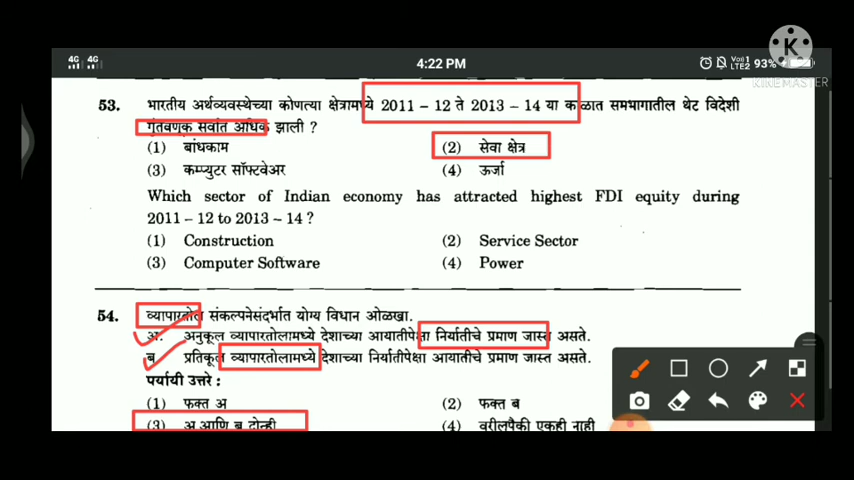 4G 4G 4:22 PM Vo)) 1 LTE2 93%
K
KINEMASTER
53. भारतीय अर्थव्यवस्थेच्या कोणत्या क्षेत्रामध्ये 2011 – 12 ते 2013 – 14 या काळात समभागातील थेट विदेशी
गुंतवणूक सर्वात अधिक झाली ?
(1) बांधकाम (2) सेवा क्षेत्र
(3) कम्प्युटर सॉफ्टवेअर (4) ऊर्जा
Which sector of Indian economy has attracted highest FDI equity during
2011 – 12 to 2013 – 14 ?
(1) Construction (2) Service Sector
(3) Computer Software (4) Power
54. व्यापारतोल संकल्पनेसंदर्भात योग्य विधान ओळखा.
अ. अनुकूल व्यापारतोलामध्ये देशाच्या आयातीपेक्षा निर्यातीचे प्रमाण जास्त असते.
ब प्रतिकूल व्यापारतोलामध्ये देशाच्या निर्यातीपेक्षा आयातीचे प्रमाण जास्त असते.
पर्यायी उत्तरे :
(1) फक्त अ (2) फक्त ब
(3) अ आणि ब दोन्ही (4) वरीलपैकी एकही नाही